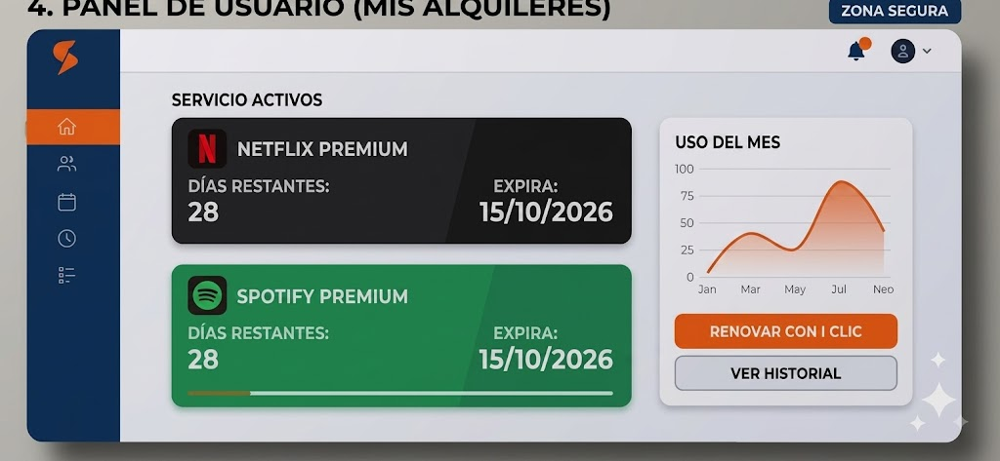 4. PANEL DE USUARIO (MIS ALQUILERES)
ZONA SEGURA
SERVICIO ACTIVOS
N NETFLIX PREMIUM
DÍAS RESTANTES:
28
EXPIRA:
15/10/2026
SPOTIFY PREMIUM
DÍAS RESTANTES:
28
EXPIRA:
15/10/2026
USO DEL MES
100
75
50
25
0
Jan Mar May Jul Neo
RENOVAR CON I CLIC
VER HISTORIAL